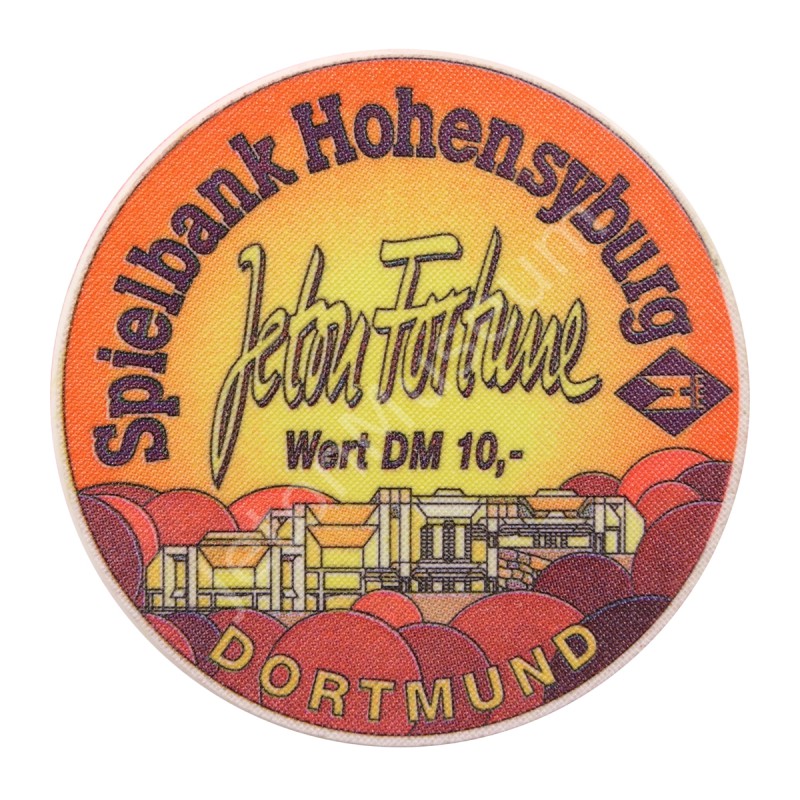 Spielbank Hohensyburg
H
Jeton Fortune
Wert DM 10,-
DORTMUND